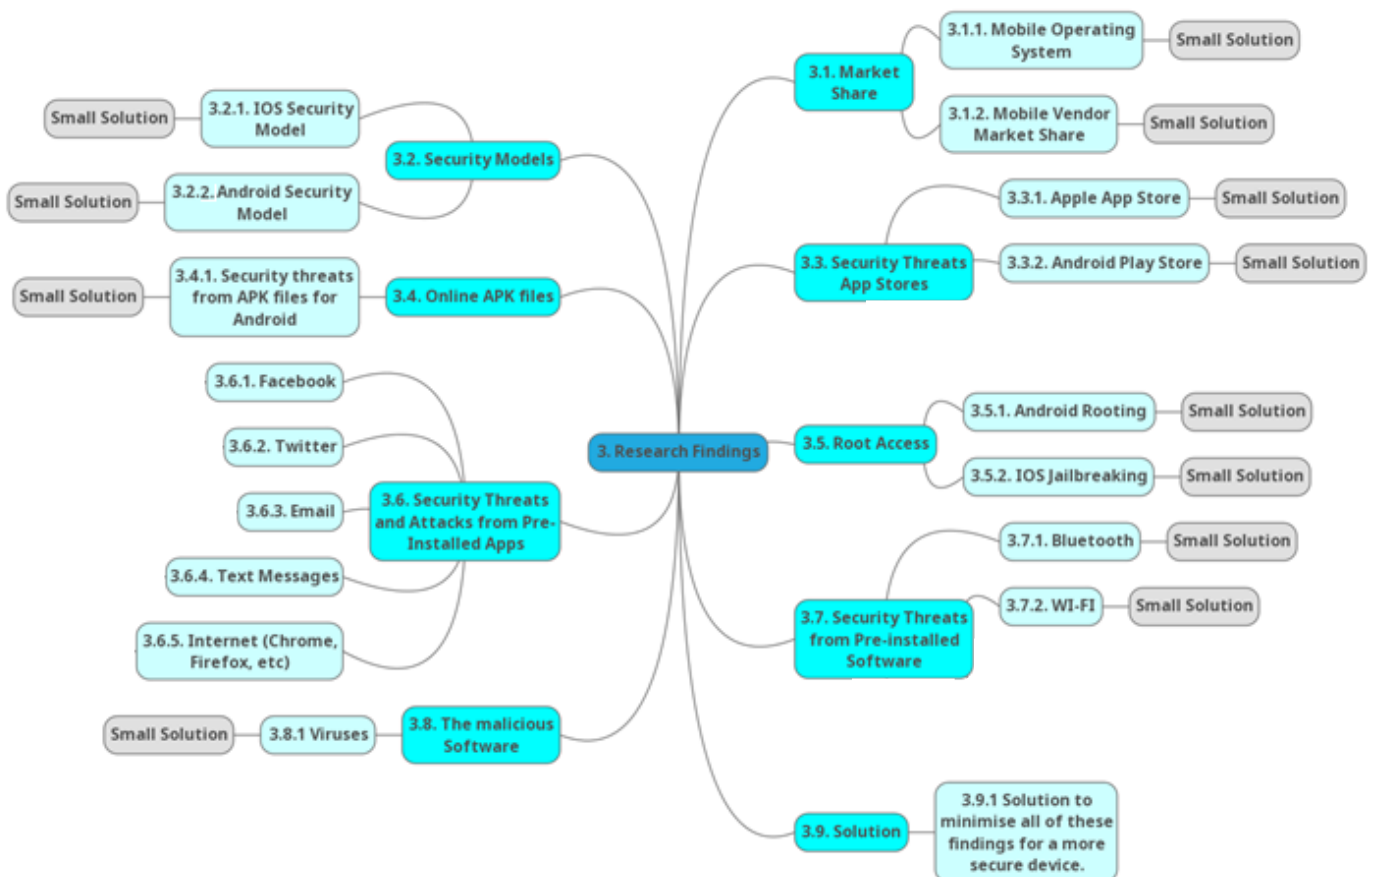 3. Research Findings
3.1. Market
Share
3.1.1. Mobile Operating
System
Small Solution
3.1.2. Mobile Vendor
Market Share
Small Solution
3.2. Security Models
3.2.1. IOS Security
Model
Small Solution
3.2.2. Android Security
Model
Small Solution
3.3. Security Threats
App Stores
3.3.1. Apple App Store
Small Solution
3.3.2. Android Play Store
Small Solution
3.4. Online APK files
3.4.1. Security threats
from APK files for
Android
Small Solution
3.5. Root Access
3.5.1. Android Rooting
Small Solution
3.5.2. IOS Jailbreaking
Small Solution
3.6. Security Threats
and Attacks from Pre-
Installed Apps
3.6.1. Facebook
3.6.2. Twitter
3.6.3. Email
3.6.4. Text Messages
3.6.5. Internet (Chrome,
Firefox, etc)
3.7. Security Threats
from Pre-installed
Software
3.7.1. Bluetooth
Small Solution
3.7.2. WI-FI
Small Solution
3.8. The malicious
Software
3.8.1 Viruses
Small Solution
3.9. Solution
3.9.1 Solution to
minimise all of these
findings for a more
secure device.